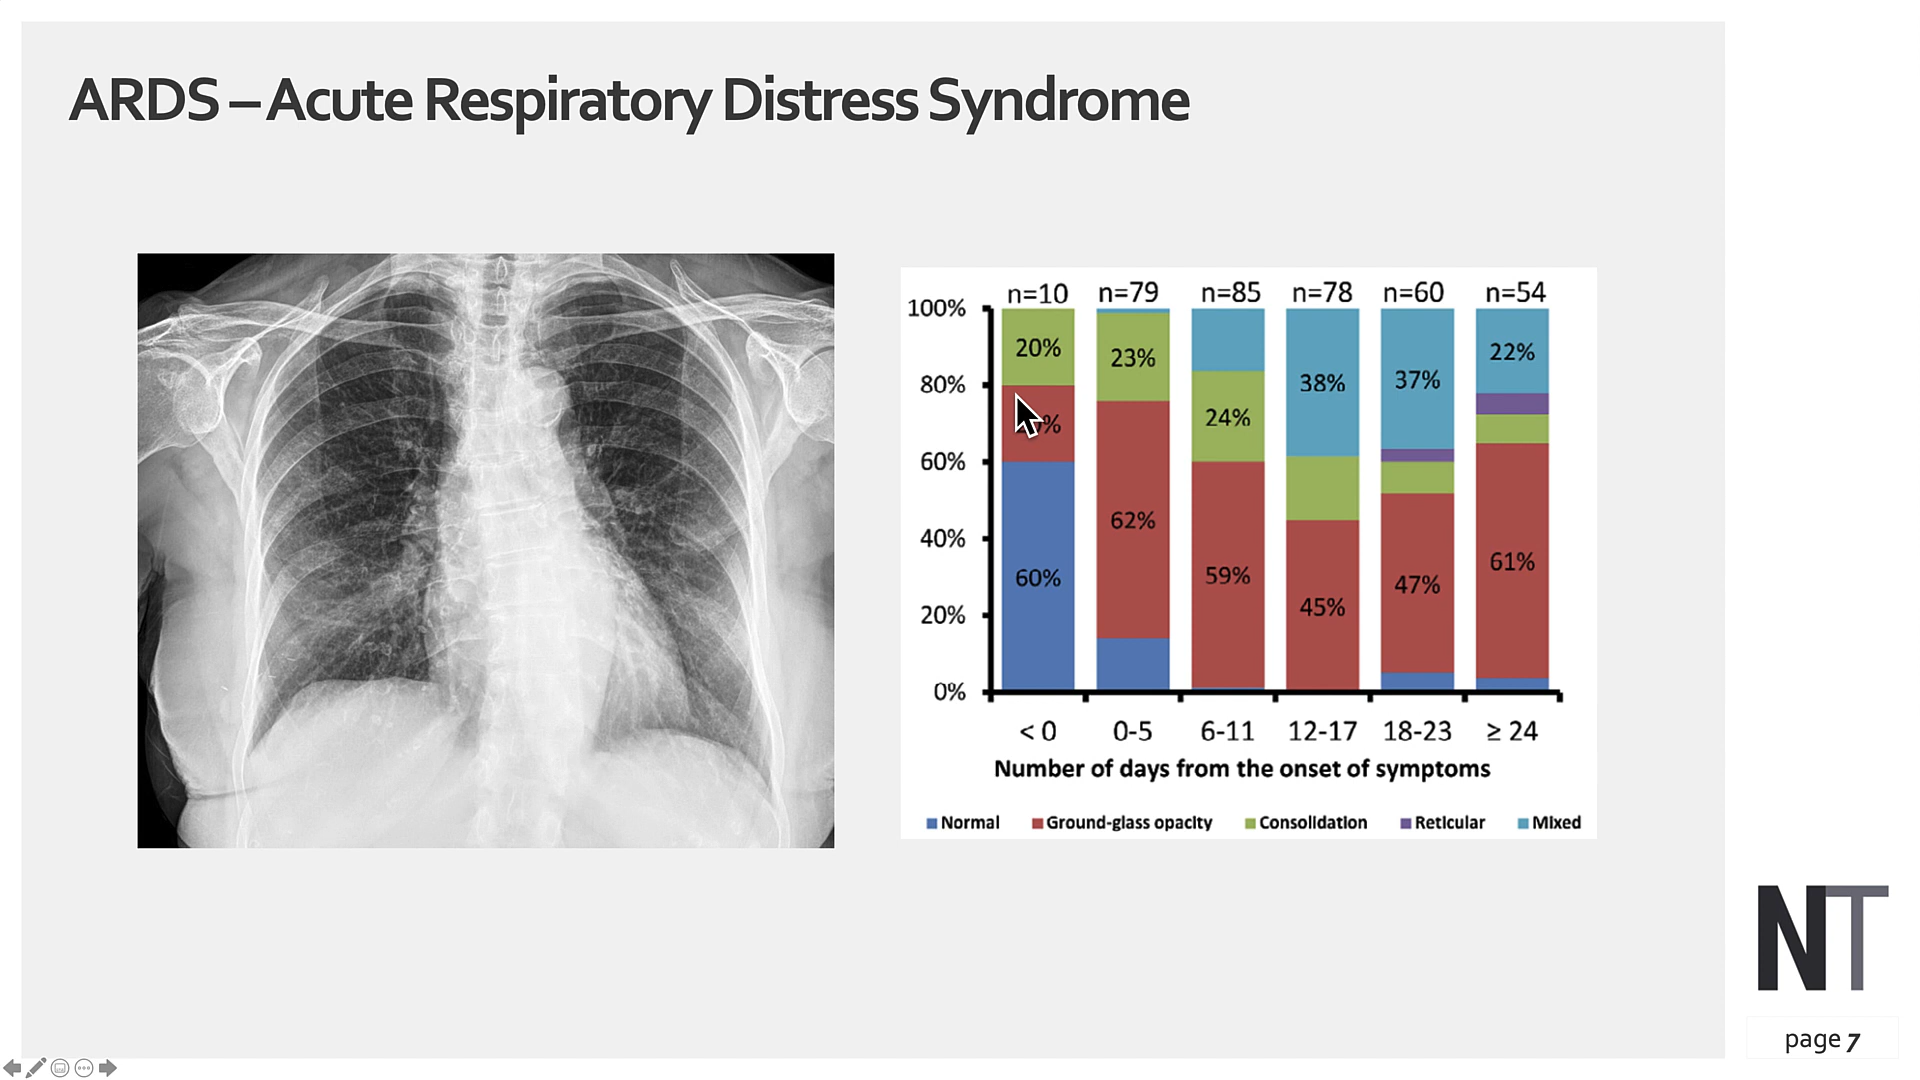 ARDS – Acute Respiratory Distress Syndrome
n=10 n=79 n=85 n=78 n=60 n=54
100%
80%
60%
40%
20%
0%
20% 23% 24% 38% 37% 22%
60% 62% 59% 45% 47% 61%
< 0 0-5 6-11 12-17 18-23 ≥ 24
Number of days from the onset of symptoms
Normal Ground-glass opacity Consolidation Reticular Mixed
NT
page 7